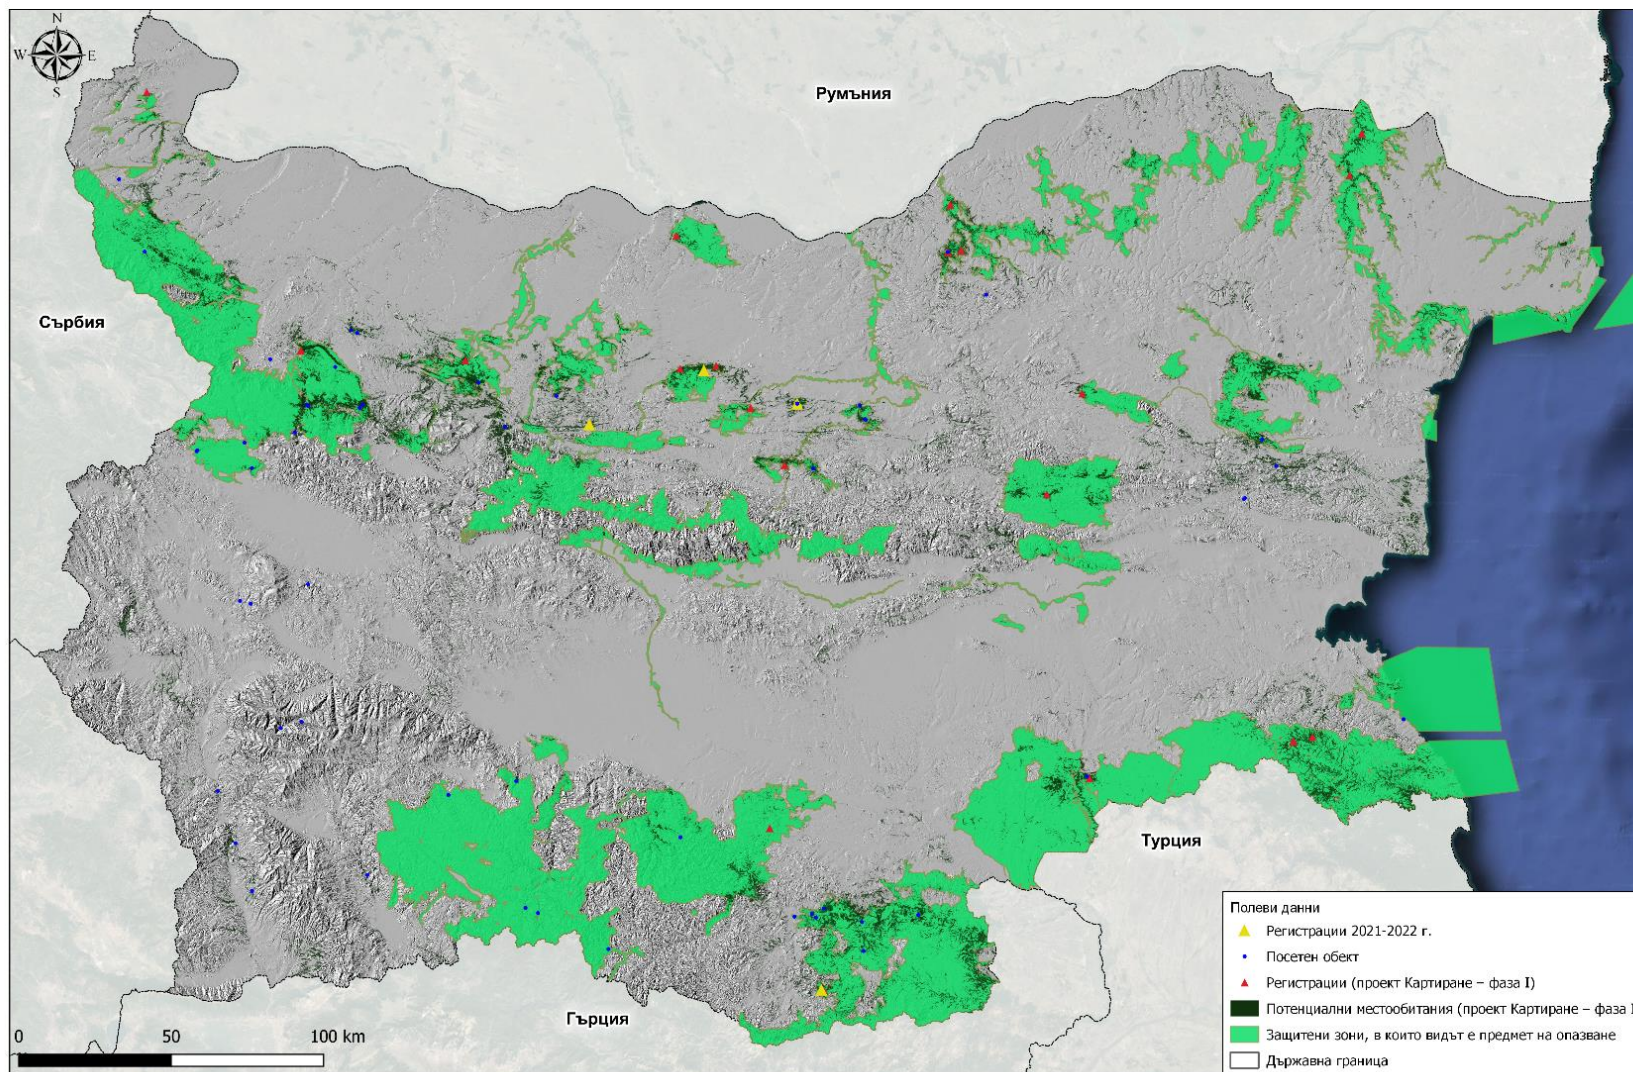 N
W E
S
Румъния
Сърбия
Турция
Гърция
0 50 100 km
Полеви данни
Регистрации 2021-2022 г.
Посетен обект
Регистрации (проект Картиране – фаза I)
Потенциални местообитания (проект Картиране – фаза I
Защитени зони, в които видът е предмет на опазване
Държавна граница